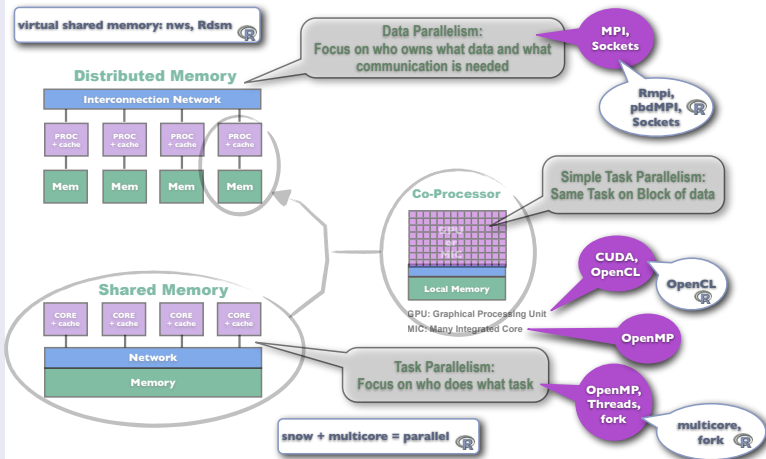 virtual shared memory: nws, Rdsm
R
Data Parallelism:
Focus on who owns what data and what
communication is needed
MPI,
Sockets
Rmpi,
pbdMPI,
Sockets
R
Distributed Memory
Interconnection Network
PROC
+ cache
PROC
+ cache
PROC
+ cache
PROC
+ cache
Mem
Mem
Mem
Mem
Co-Processor
GPU
or
MIC
Local Memory
GPU: Graphical Processing Unit
MIC: Many Integrated Core
Simple Task Parallelism:
Same Task on Block of data
CUDA,
OpenCL
OpenCL
R
OpenMP
Shared Memory
CORE
+ cache
CORE
+ cache
CORE
+ cache
CORE
+ cache
Network
Memory
Task Parallelism:
Focus on who does what task
OpenMP,
Threads,
fork
multicore,
fork
R
snow + multicore = parallel
R